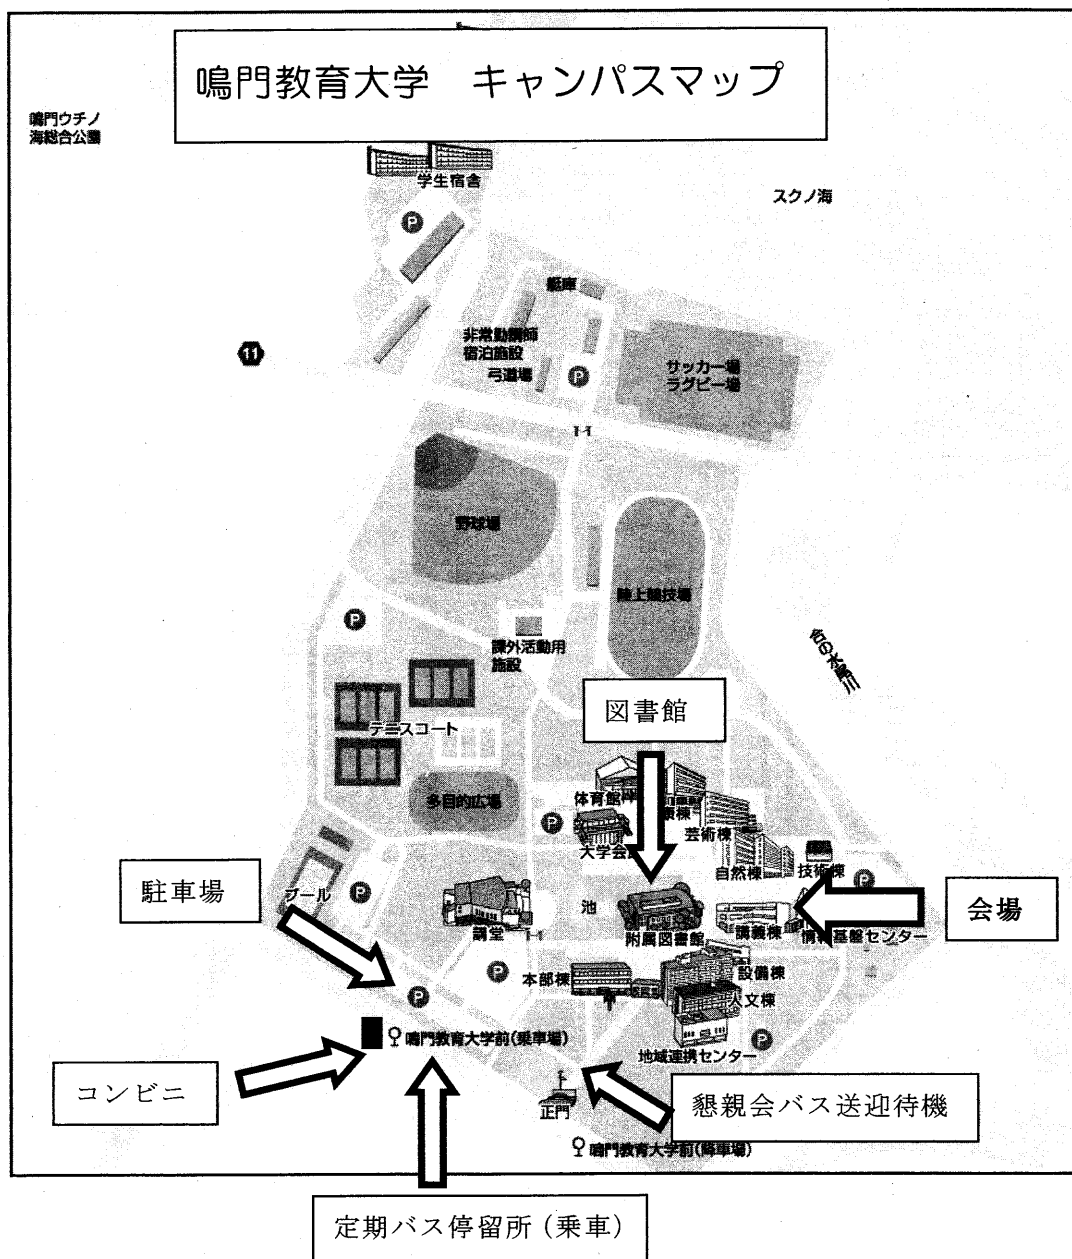 鳴門教育大学　キャンパスマップ
鳴門ウチノ
海総合公園
学生宿舎
スクノ海
P
艇庫
非常勤講師
宿泊施設
弓道場
P
11
サッカー場
ラグビー場
野球場
陸上競技場
P
課外活動用
施設
図書館
テニスコート
多目的広場
体育館
P
芸術棟
自然棟
技術棟
駐車場
プール
P
講堂
池
附属図書館
講義棟
P
会場
本部棟
P
設備棟
人文棟
P
鳴門教育大学前(乗車場)
地域連携センター
P
コンビニ
正門
懇親会バス送迎待機
鳴門教育大学前(降車場)
定期バス停留所（乗車）